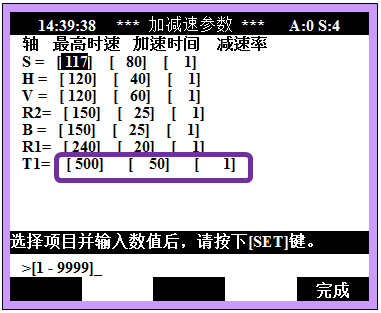 14:39:38 *** 加减速参数 *** A:0 S:4
轴 最高时速 加速时间 减速率
S = [ 117] [ 80] [ 1]
H = [ 120] [ 40] [ 1]
V = [ 120] [ 60] [ 1]
R2= [ 150] [ 25] [ 1]
B = [ 150] [ 25] [ 1]
R1= [ 240] [ 20] [ 1]
T1= [ 500] [ 50] [ 1]
选择项目并输入数值后，请按下[SET]键。
>[1 - 9999]_
完成